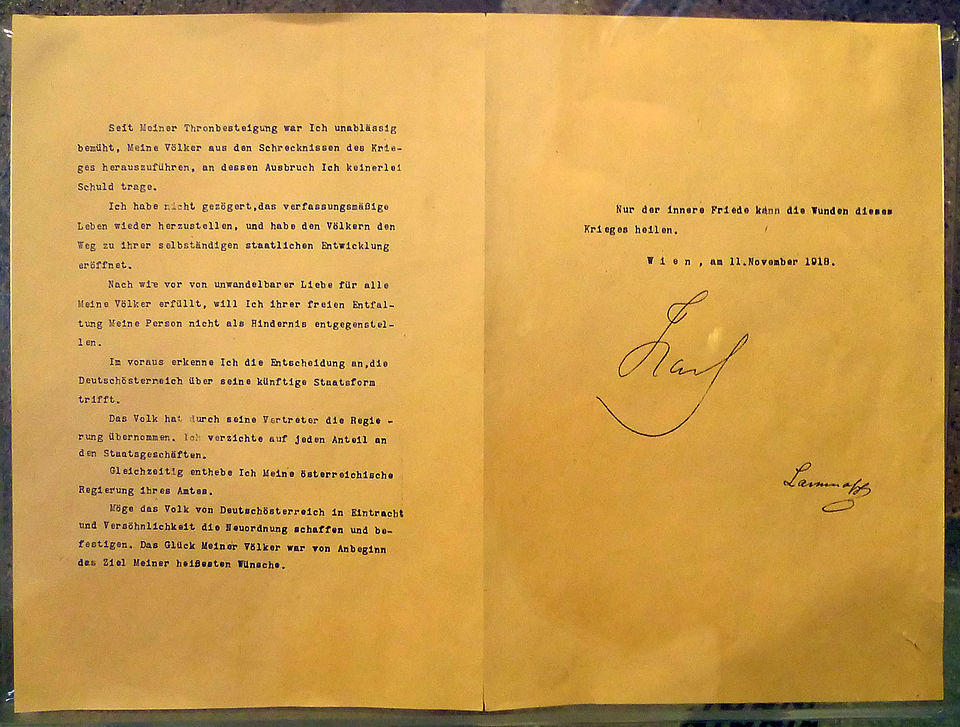 Seit Meiner Thronbesteigung war Ich unablässig
bemüht, Meine Völker aus den Schrecknissen des Krie-
ges herauszuführen, an dessen Ausbruch Ich keinerlei
Schuld trage.
Ich habe nicht gezögert,das verfassungsmäßige
Leben wieder herzustellen, und habe den Völkern den
Weg zu ihrer selbständigen staatlichen Entwicklung
eröffnet.
Nach wie vor von unwandelbarer Liebe für alle
Meine Völker erfüllt, will Ich ihrer freien Entfal-
tung Meine Person nicht als Hindernis entgegenstel-
len.
Im voraus erkenne Ich die Entscheidung an,die
Deutschösterreich über seine künftige Staatsform
trifft.
Das Volk hat durch seine Vertreter die Regie -
rung übernommen. Ich verzichte auf jeden Anteil an
den Staatsgeschäften.
Gleichzeitig enthebe Ich Meine österreichische
Regierung ihres Amtes.
Möge das Volk von Deutschösterreich in Eintracht
und Versöhnlichkeit die Neuordnung schaffen und be-
festigen. Das Glück Meiner Völker war von Anbeginn
das Ziel Meiner heißesten Wünsche.
Nur der innere Friede kann die Wunden dieses
Krieges heilen.
W i e n , am 11.November 1918.
Karl
Lammasch